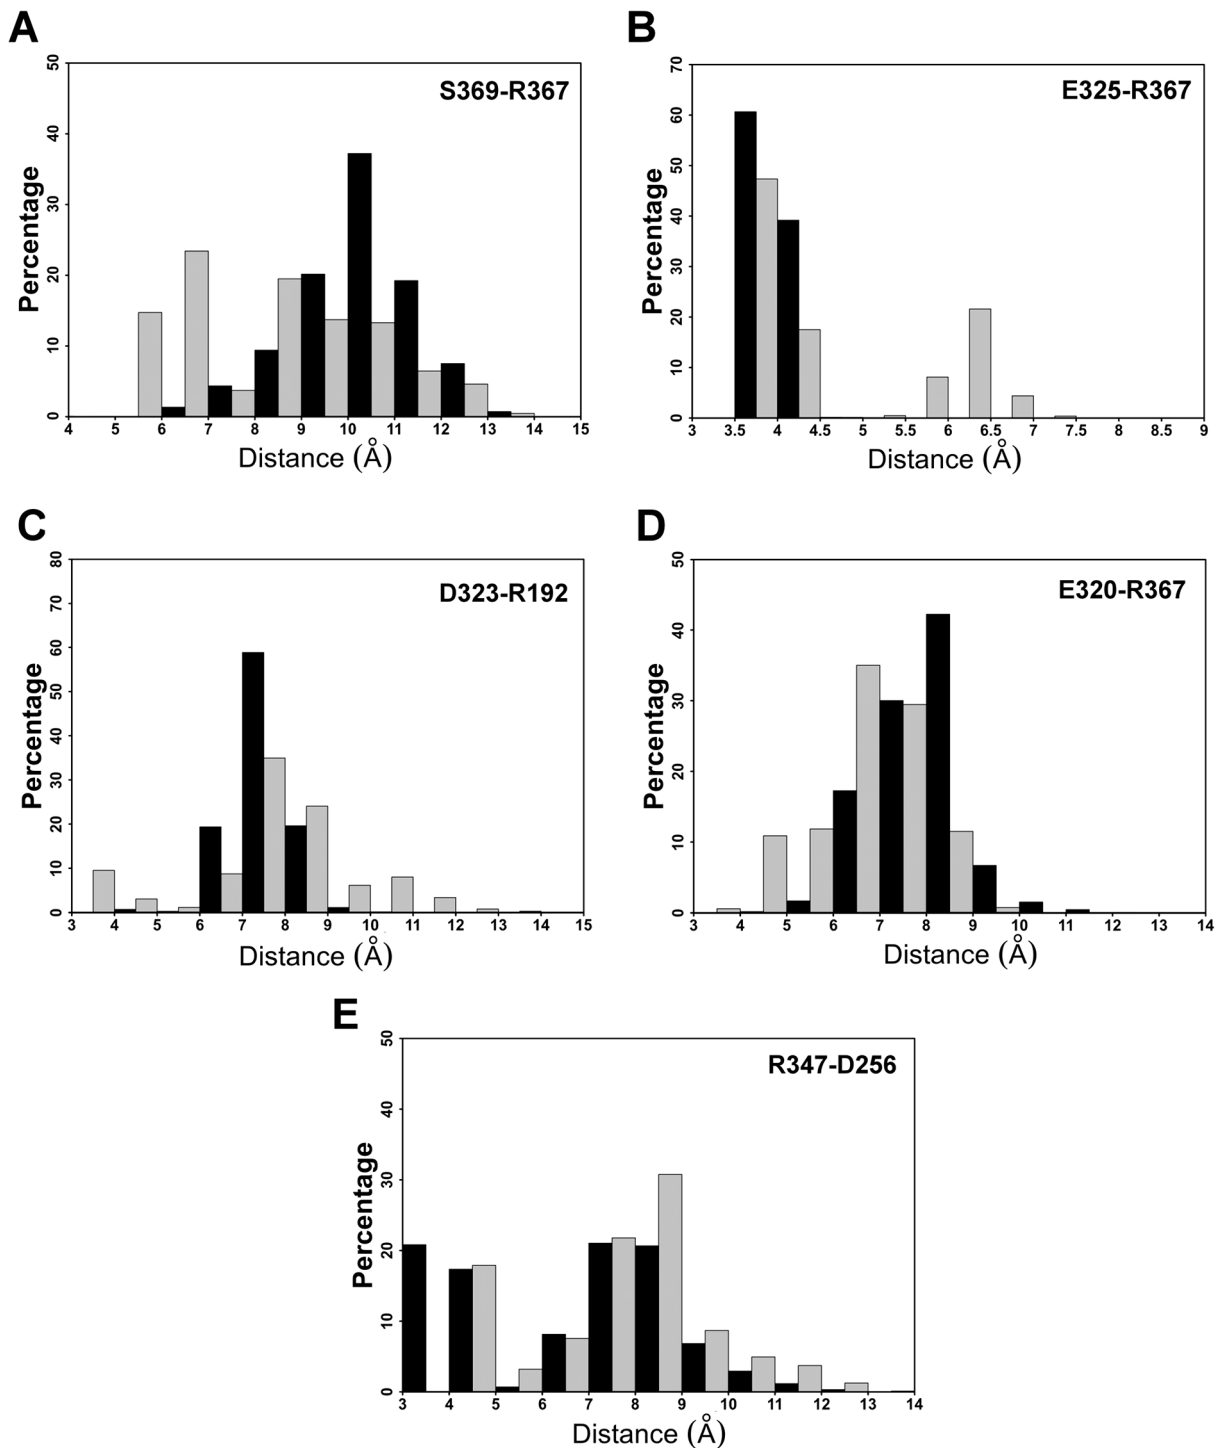 A
S369-R367
Percentage
0 10 20 30 40 50
4 5 6 7 8 9 10 11 12 13 14 15
Distance (Å)
B
E325-R367
Percentage
0 10 20 30 40 50 60 70
3 3.5 4 4.5 5 5.5 6 6.5 7 7.5 8 8.5 9
Distance (Å)
C
D323-R192
Percentage
0 10 20 30 40 50 60 70 80
3 4 5 6 7 8 9 10 11 12 13 14 15
Distance (Å)
D
E320-R367
Percentage
0 10 20 30 40 50
3 4 5 6 7 8 9 10 11 12 13 14
Distance (Å)
E
R347-D256
Percentage
0 10 20 30 40 50
3 4 5 6 7 8 9 10 11 12 13 14
Distance (Å)